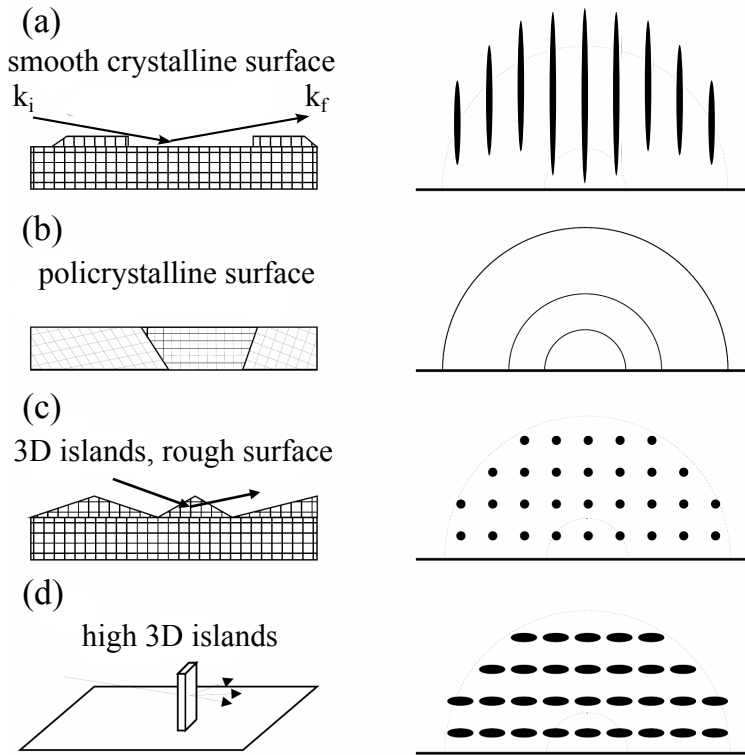 (a)
smooth crystalline surface
k_i k_f
(b)
policrystalline surface
(c)
3D islands, rough surface
(d)
high 3D islands